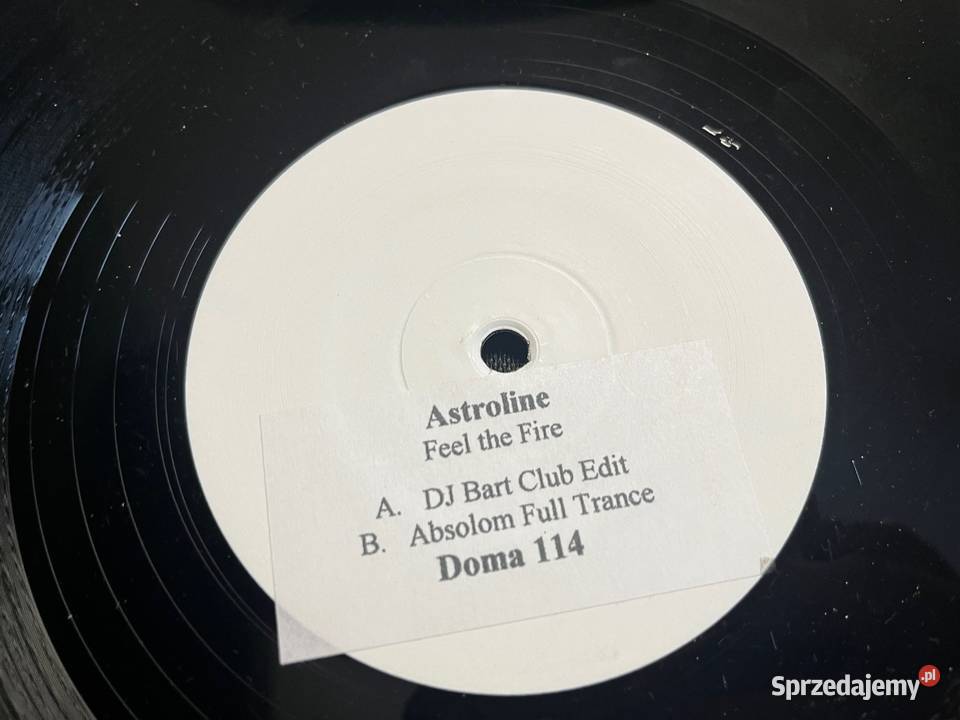 Astroline
Feel the Fire
A. DJ Bart Club Edit
B. Absolom Full Trance
Doma 114
Sprzedajemy.pl